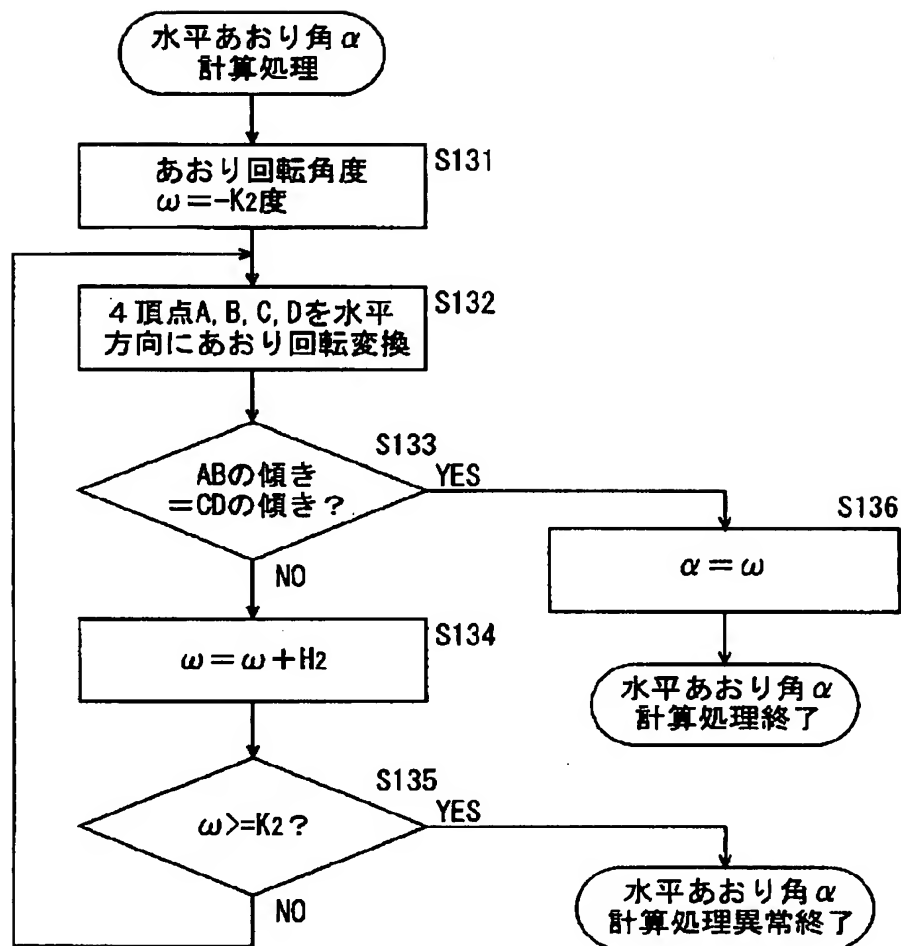 水平あおり角α
計算処理
S131
あおり回転角度
ω=-K2度
S132
4頂点A,B,C,Dを水平
方向にあおり回転変換
S133
ABの傾き
=CDの傾き?
YES
NO
S136
α=ω
水平あおり角α
計算処理終了
S134
ω=ω+H2
S135
ω>=K2?
YES
NO
水平あおり角α
計算処理異常終了